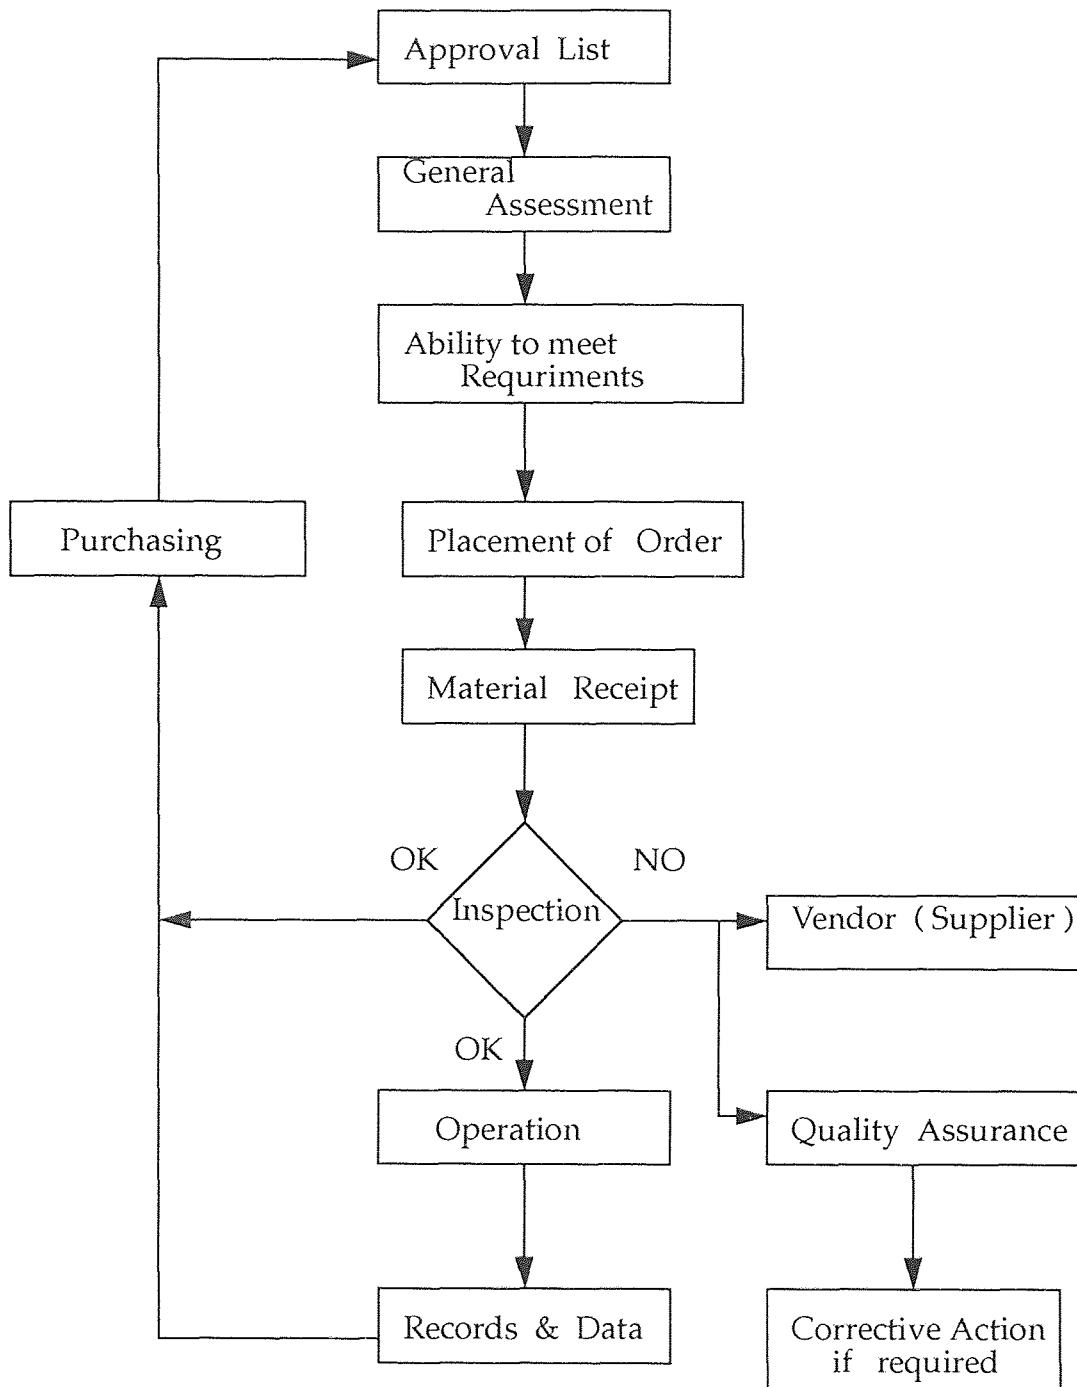 Approval List
General
Assessment
Ability to meet
Requriments
Purchasing
Placement of Order
Material Receipt
OK
NO
Inspection
Vendor ( Supplier )
OK
Operation
Quality Assurance
Records & Data
Corrective Action
if required